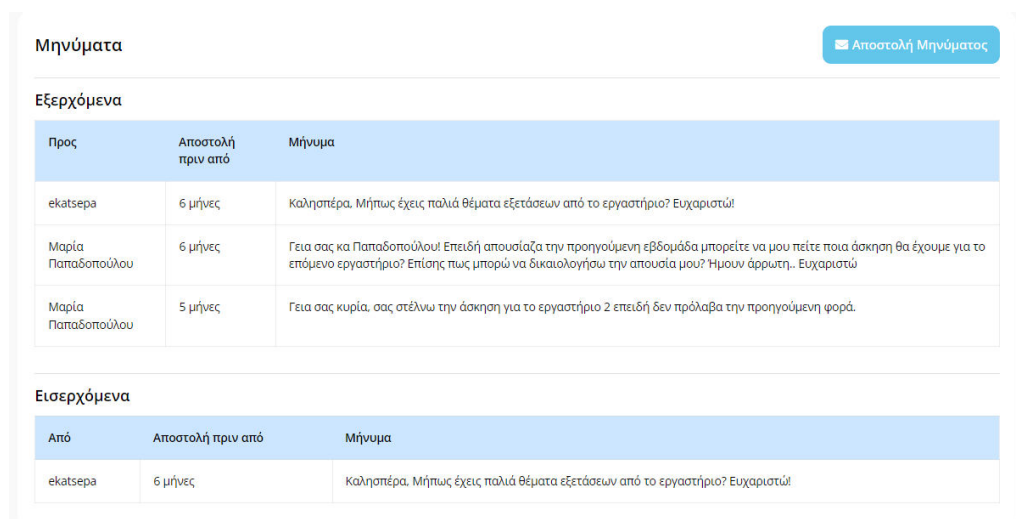 Μηνύματα
Αποστολή Μηνύματος
Εξερχόμενα
Προς Αποστολή πριν από Μήνυμα
ekatsepa 6 μήνες Καλησπέρα, Μήπως έχεις παλιά θέματα εξετάσεων από το εργαστήριο? Ευχαριστώ!
Μαρία Παπαδοπούλου 6 μήνες Γεια σας κα Παπαδοπούλου! Επειδή απουσίαζα την προηγούμενη εβδομάδα μπορείτε να μου πείτε ποια άσκηση θα έχουμε για το
επόμενο εργαστήριο? Επίσης πως μπορώ να δικαιολογήσω την απουσία μου? Ήμουν άρρωτη.. Ευχαριστώ
Μαρία Παπαδοπούλου 5 μήνες Γεια σας κυρία, σας στέλνω την άσκηση για το εργαστήριο 2 επειδή δεν πρόλαβα την προηγούμενη φορά.
Εισερχόμενα
Από Αποστολή πριν από Μήνυμα
ekatsepa 6 μήνες Καλησπέρα, Μήπως έχεις παλιά θέματα εξετάσεων από το εργαστήριο? Ευχαριστώ!